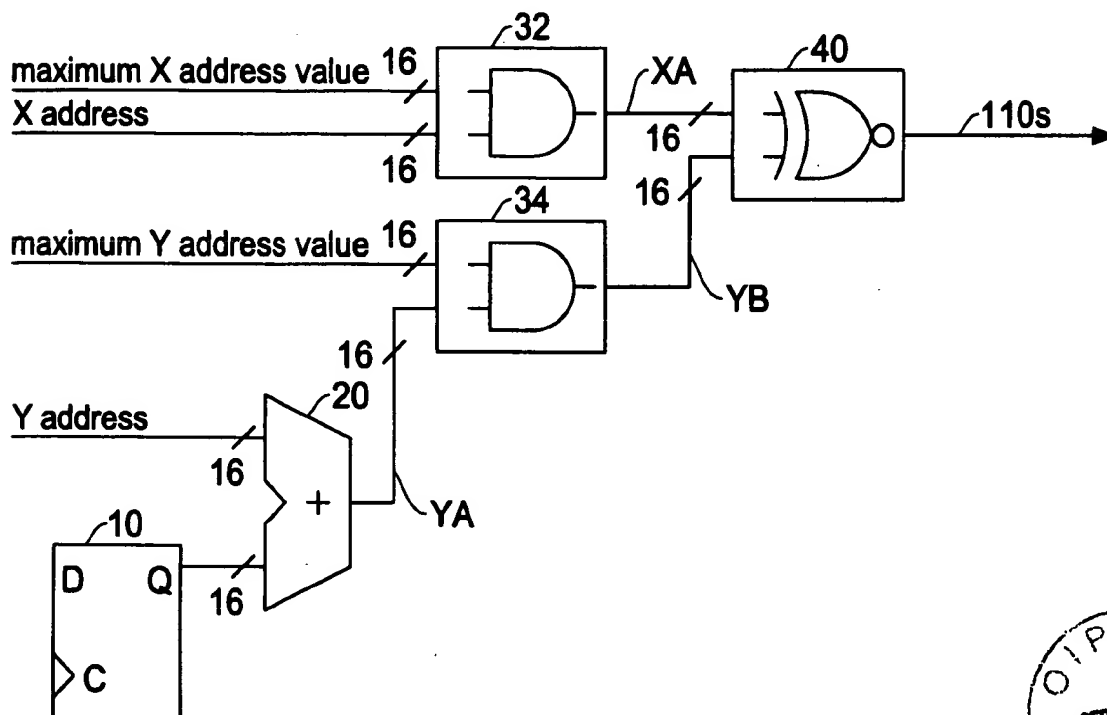 32
maximum X address value 16
X address
16
XA
16
40
110s
34
maximum Y address value 16
16
YB
16
Y address
16
20
+
YA
10
D Q
16
C
OIP